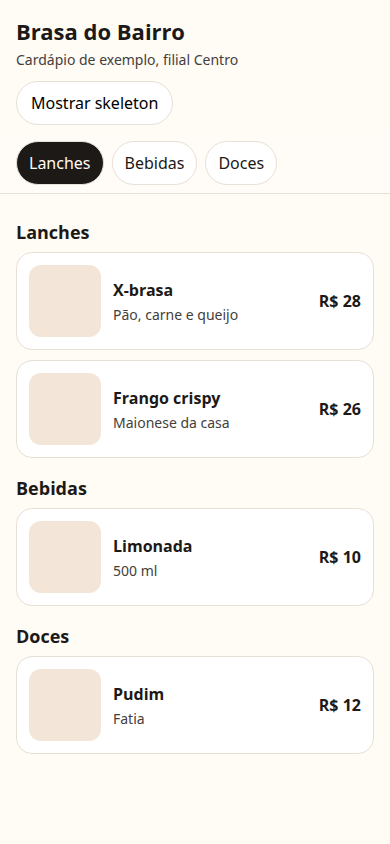 Brasa do Bairro
Cardápio de exemplo, filial Centro
Mostrar skeleton
Lanches Bebidas Doces
Lanches
X-brasa
Pão, carne e queijo
R$ 28
Frango crispy
Maionese da casa
R$ 26
Bebidas
Limonada
500 ml
R$ 10
Doces
Pudim
Fatia
R$ 12